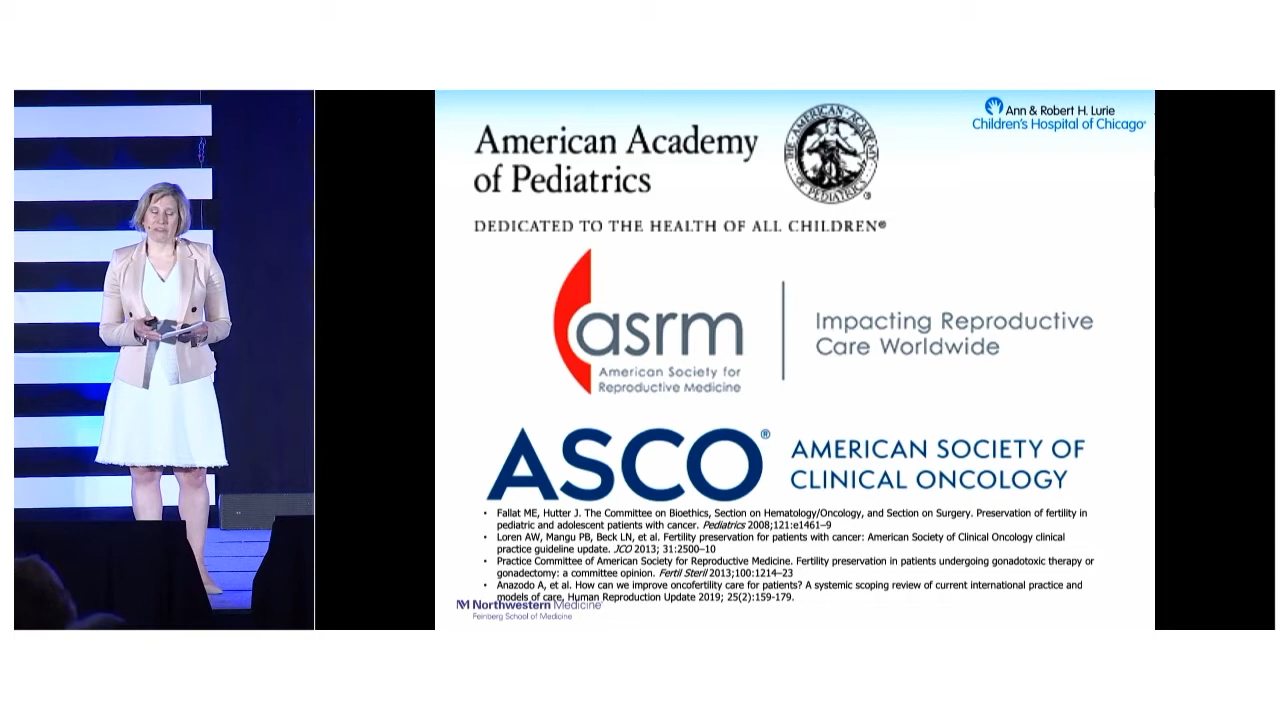 Ann & Robert H. Lurie
Children's Hospital of Chicago®
American Academy
of Pediatrics
THE AMERICAN ACADEMY OF PEDIATRICS ®
DEDICATED TO THE HEALTH OF ALL CHILDREN®
asrm
American Society for
Reproductive Medicine
Impacting Reproductive
Care Worldwide
ASCO®
AMERICAN SOCIETY OF
CLINICAL ONCOLOGY
• Fallat ME, Hutter J. The Committee on Bioethics, Section on Hematology/Oncology, and Section on Surgery. Preservation of fertility in
pediatric and adolescent patients with cancer. Pediatrics 2008;121:e1461–9
• Loren AW, Mangu PB, Beck LN, et al. Fertility preservation for patients with cancer: American Society of Clinical Oncology clinical
practice guideline update. JCO 2013; 31:2500–10
• Practice Committee of American Society for Reproductive Medicine. Fertility preservation in patients undergoing gonadotoxic therapy or
gonadectomy: a committee opinion. Fertil Steril 2013;100:1214–23
• Anazodo A, et al. How can we improve oncofertility care for patients? A systemic scoping review of current international practice and
models of care, Human Reproduction Update 2019; 25(2):159-179.
Northwestern Medicine®
Feinberg School of Medicine